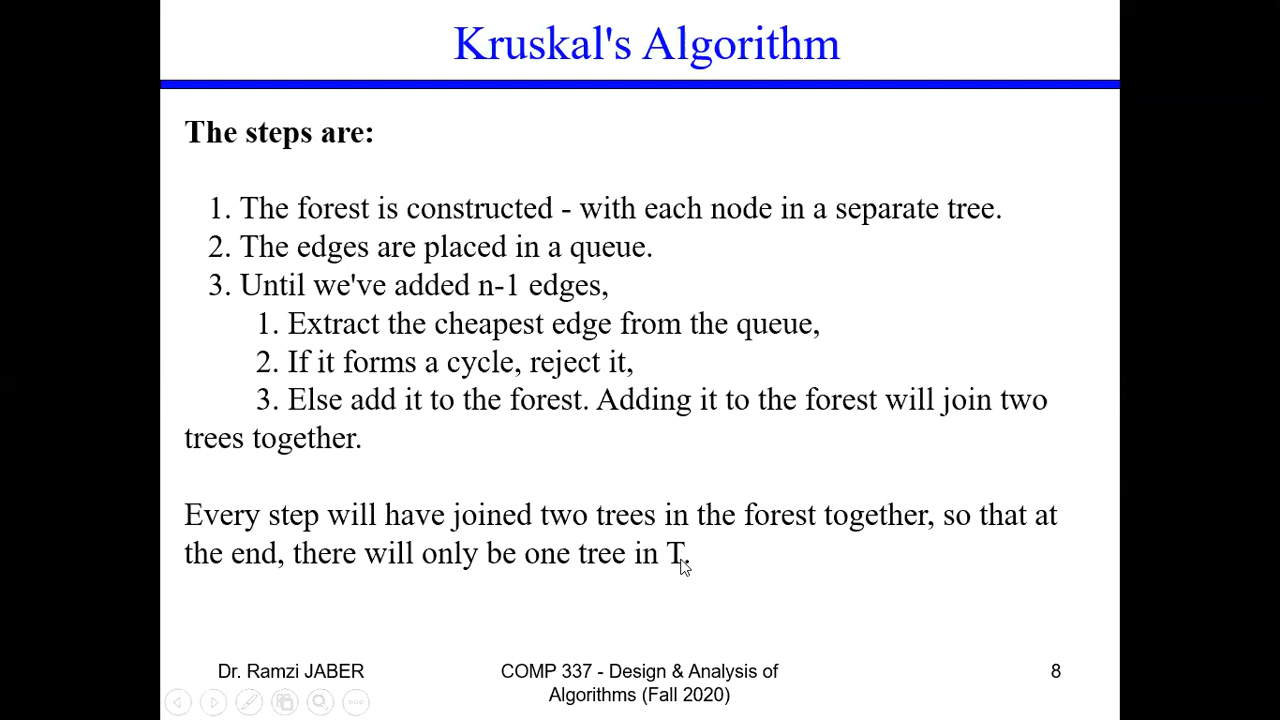 Kruskal's Algorithm
The steps are:
1. The forest is constructed - with each node in a separate tree.
2. The edges are placed in a queue.
3. Until we've added n-1 edges,
1. Extract the cheapest edge from the queue,
2. If it forms a cycle, reject it,
3. Else add it to the forest. Adding it to the forest will join two
trees together.
Every step will have joined two trees in the forest together, so that at
the end, there will only be one tree in T.
Dr. Ramzi JABER
COMP 337 - Design & Analysis of
Algorithms (Fall 2020)
8